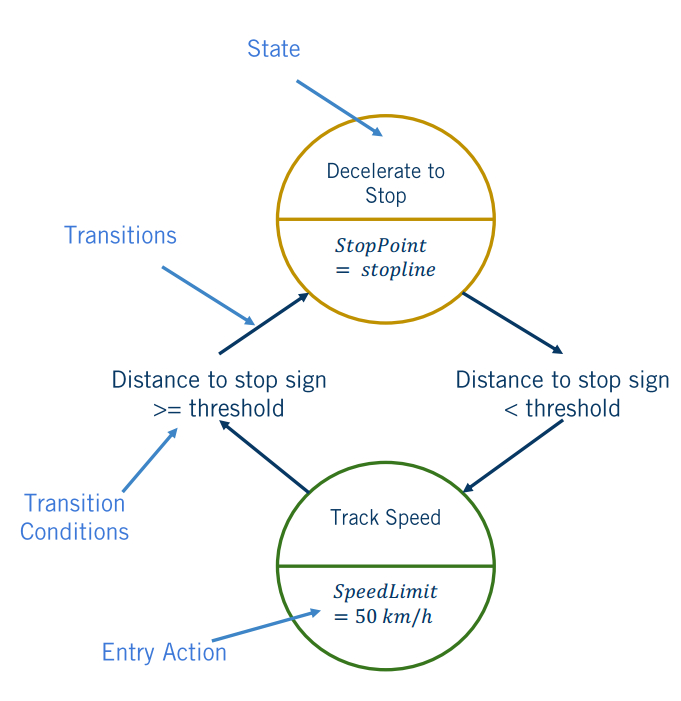 State
Decelerate to
Stop
Transitions
StopPoint
= stopline
Distance to stop sign
>= threshold
Distance to stop sign
< threshold
Transition
Conditions
Track Speed
SpeedLimit
= 50 km/h
Entry Action